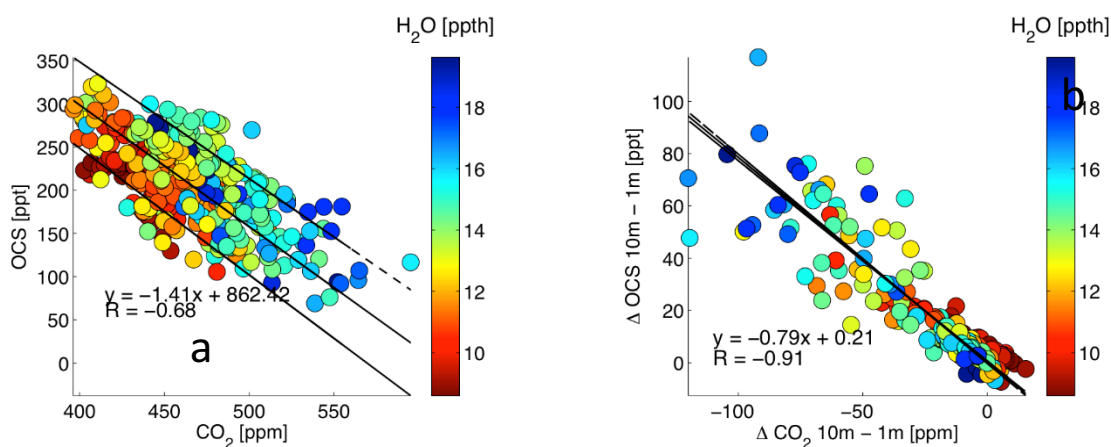 H₂O [ppth]
350
300
250
200
150
100
50
0
OCS [ppt]
y = −1.41x + 862.42
R = −0.68
a
400 450 500 550
CO₂ [ppm]
18
16
14
12
10
H₂O [ppth]
b
100
80
60
40
20
0
Δ OCS 10m − 1m [ppt]
y = −0.79x + 0.21
R = −0.91
−100 −50 0
Δ CO₂ 10m − 1m [ppm]
18
16
14
12
10